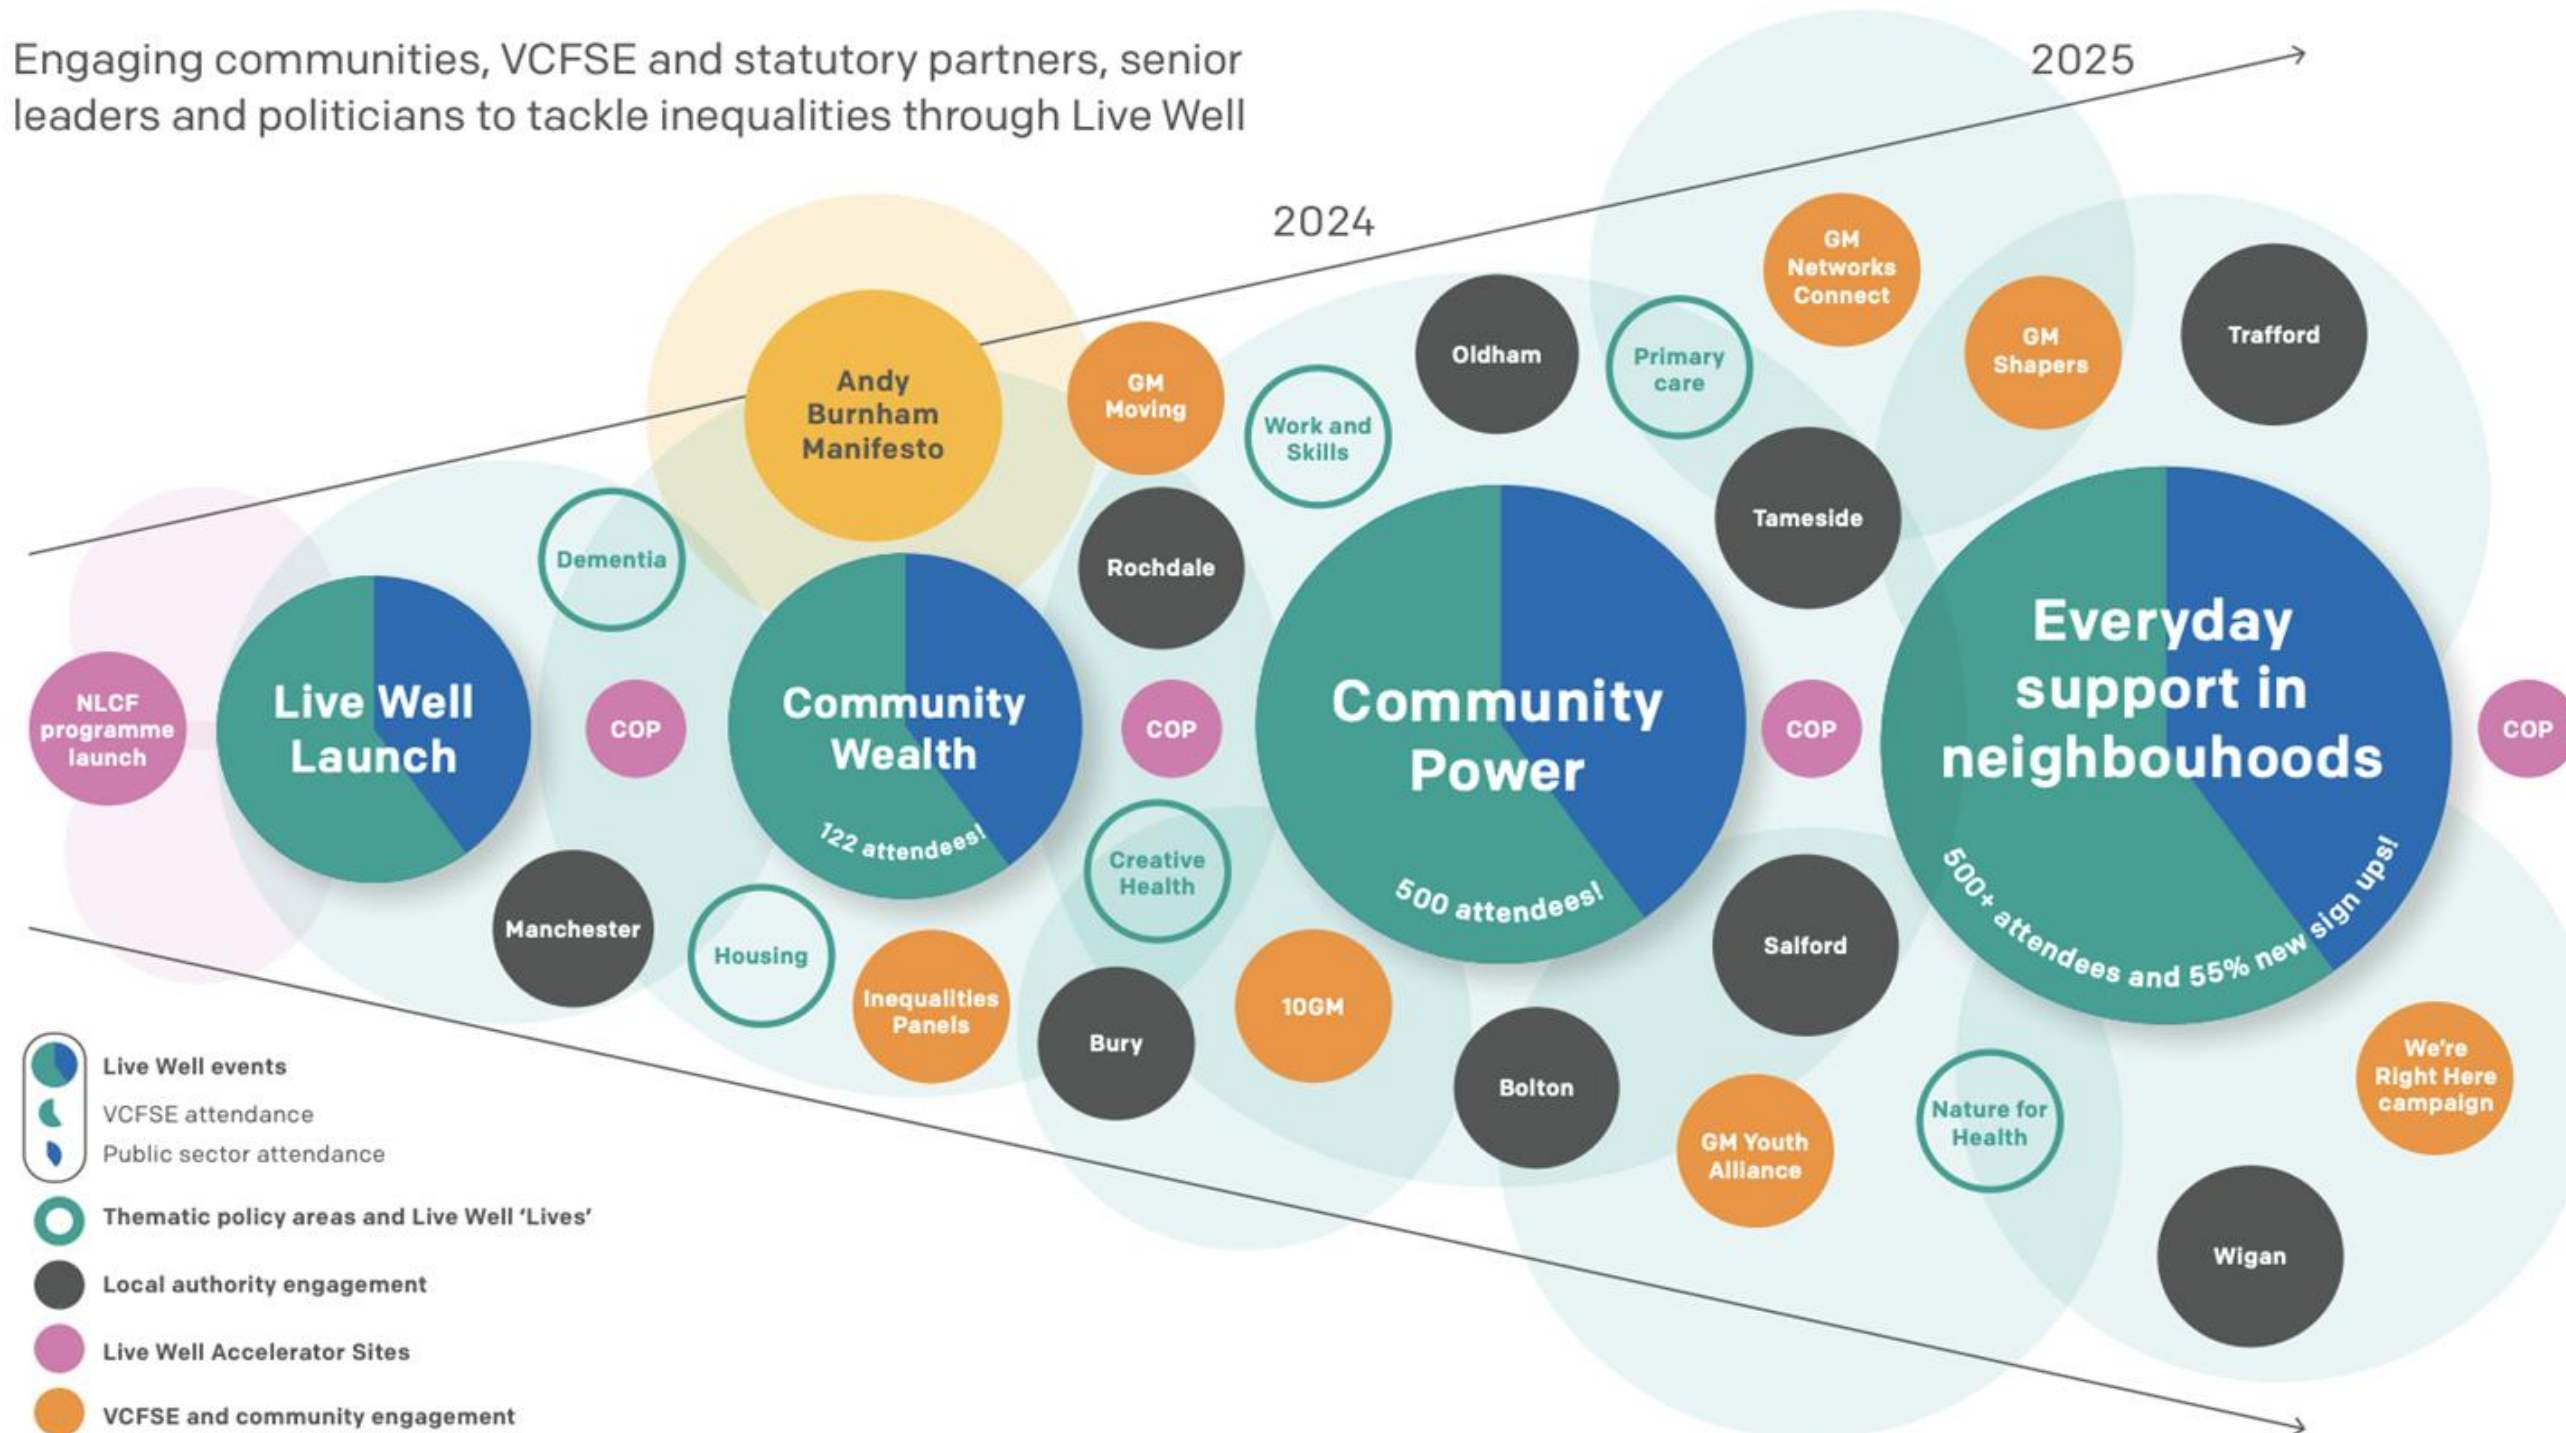 Engaging communities, VCFSE and statutory partners, senior
leaders and politicians to tackle inequalities through Live Well
2025
2024
NLCF
programme
launch
Live Well
Launch
Dementia
COP
Manchester
Andy
Burnham
Manifesto
Community
Wealth
122 attendees!
Housing
Inequalities
Panels
GM
Moving
Rochdale
COP
Creative
Health
Bury
Work and
Skills
10GM
Oldham
Community
Power
500 attendees!
Bolton
Primary
care
GM
Networks
Connect
Tameside
COP
Salford
GM Youth
Alliance
GM
Shapers
Trafford
Everyday
support in
neighbouhoods
500+ attendees and 55% new sign ups!
Nature for
Health
Wigan
We're
Right Here
campaign
COP
Live Well events
VCFSE attendance
Public sector attendance
Thematic policy areas and Live Well ‘Lives’
Local authority engagement
Live Well Accelerator Sites
VCFSE and community engagement